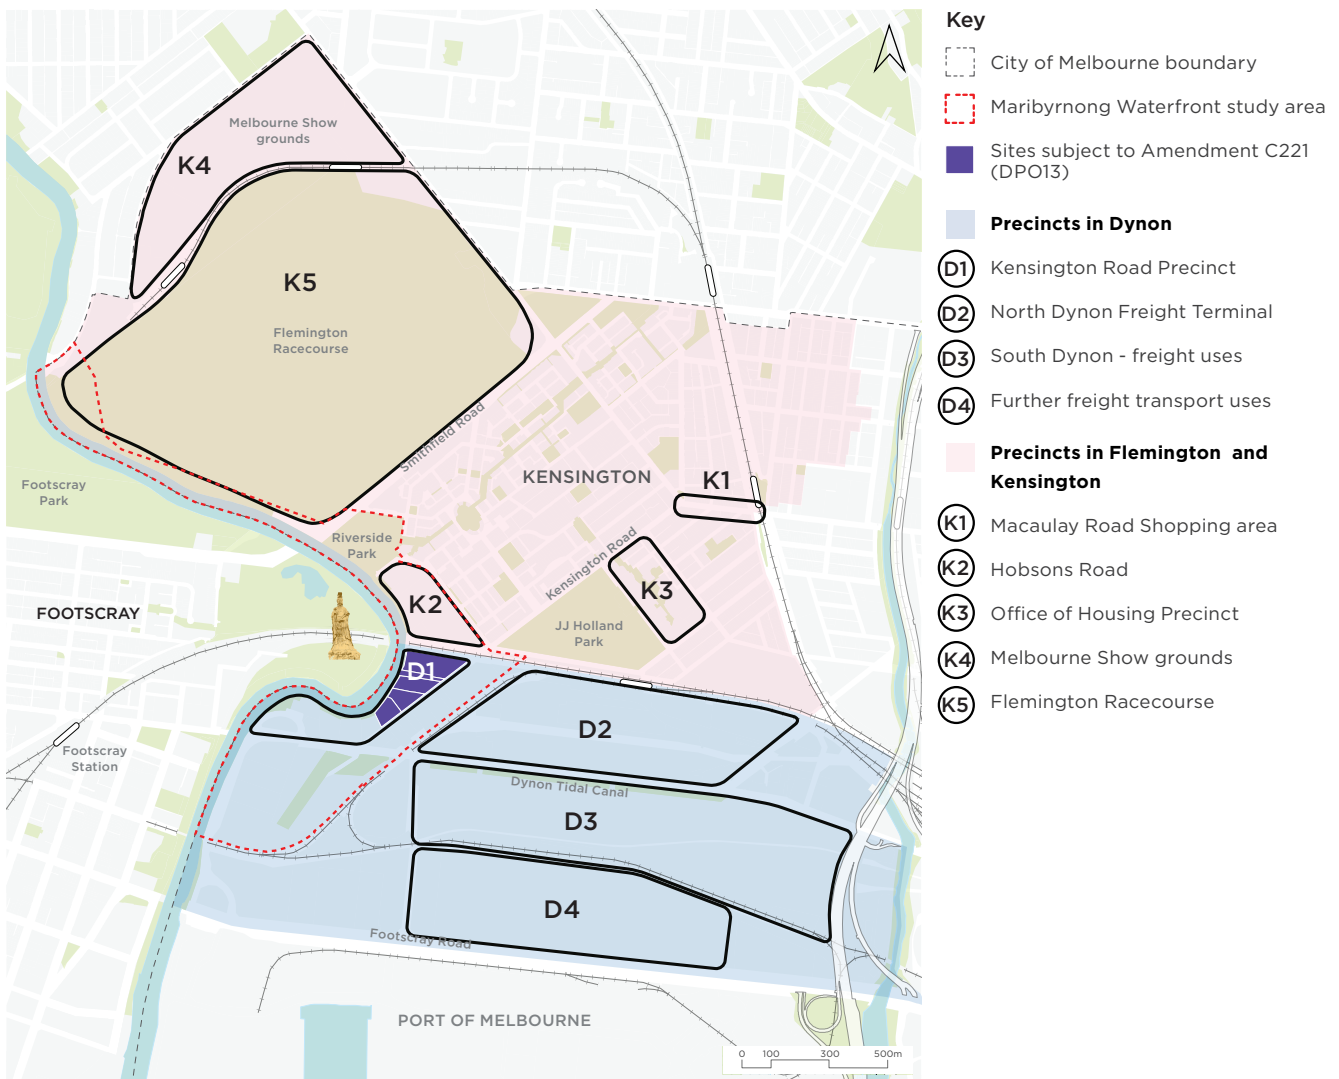 Key
City of Melbourne boundary
Maribyrnong Waterfront study area
Sites subject to Amendment C221
(DPO13)
Precincts in Dynon
D1 Kensington Road Precinct
D2 North Dynon Freight Terminal
D3 South Dynon - freight uses
D4 Further freight transport uses
Precincts in Flemington and
Kensington
K1 Macaulay Road Shopping area
K2 Hobsons Road
K3 Office of Housing Precinct
K4 Melbourne Show grounds
K5 Flemington Racecourse
Melbourne Show
grounds
K4
K5
Flemington
Racecourse
Smithfield Road
KENSINGTON
K1
Footscray
Park
Riverside
Park
Kensington Road
K2
K3
FOOTSCRAY
JJ Holland
Park
D1
D2
Footscray
Station
Dynon Tidal Canal
D3
D4
Footscray Road
PORT OF MELBOURNE
0 100 300 500m